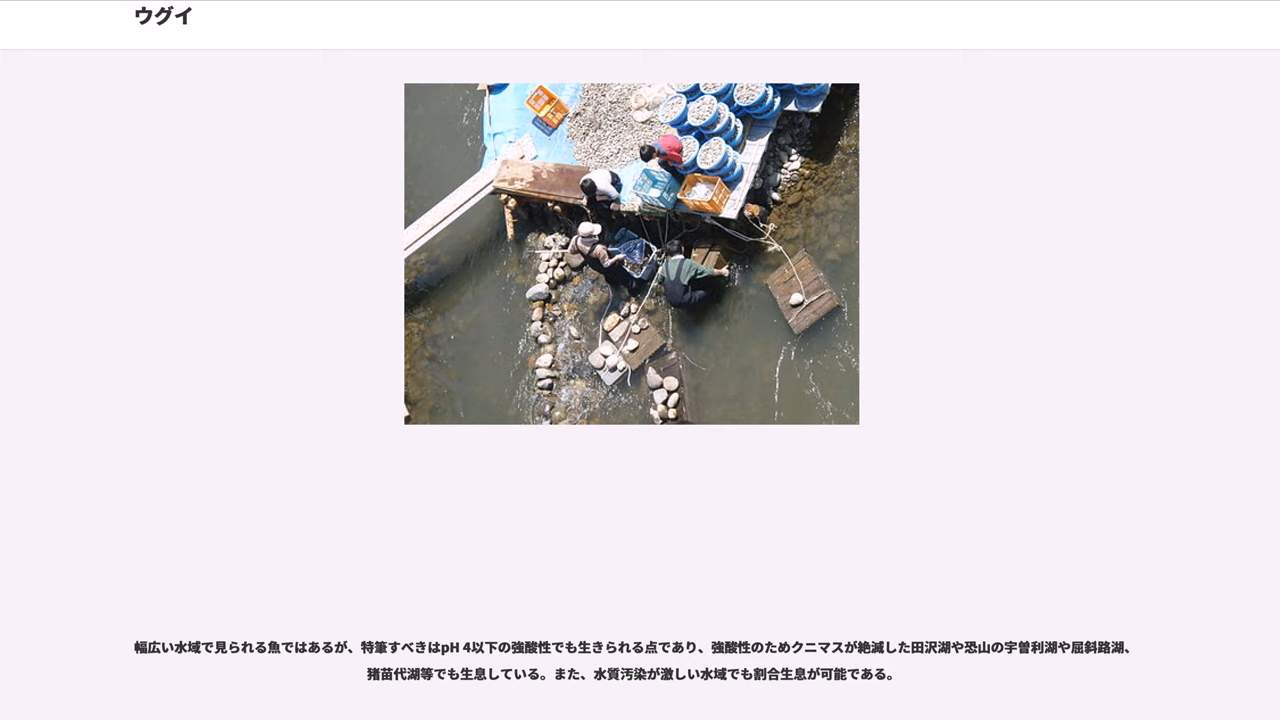 ウグイ
幅広い水域で見られる魚ではあるが、特筆すべきはpH 4以下の強酸性でも生きられる点であり、強酸性のためクニマスが絶滅した田沢湖や恐山の宇曽利湖や屈斜路湖、
猪苗代湖等でも生息している。また、水質汚染が激しい水域でも割合生息が可能である。